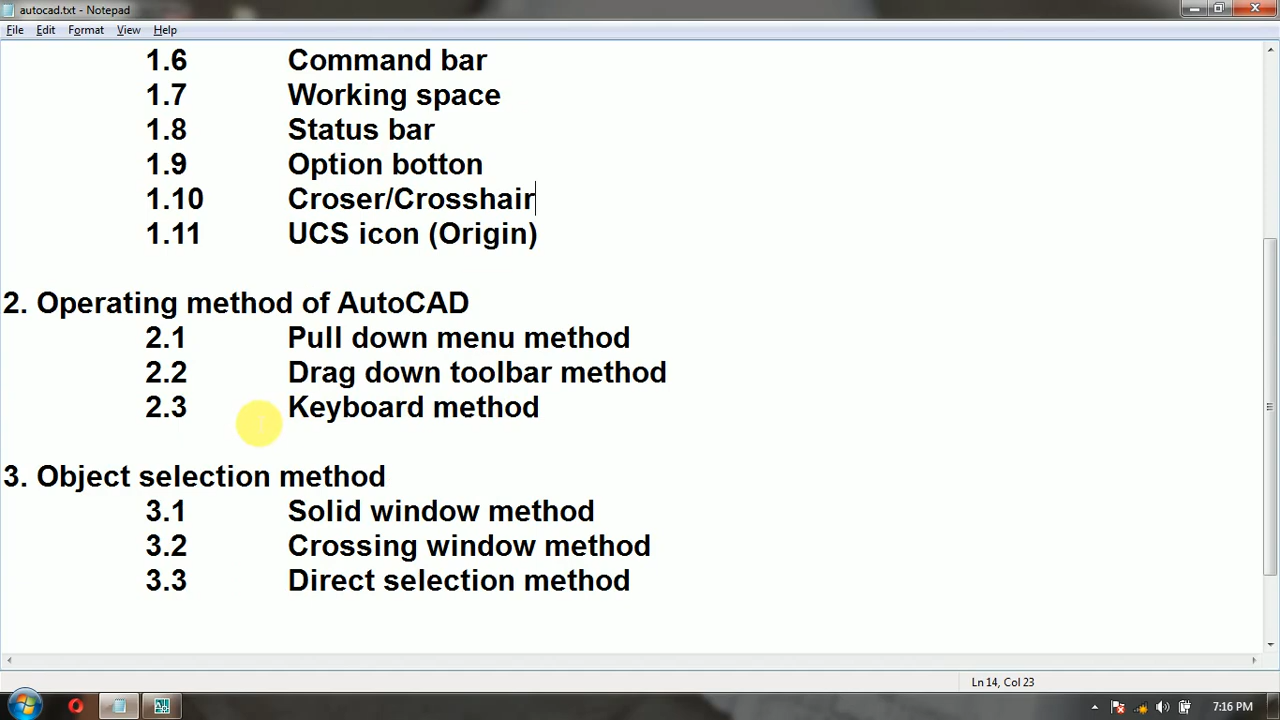 autocad.txt - Notepad
File Edit Format View Help
1.6 Command bar
1.7 Working space
1.8 Status bar
1.9 Option botton
1.10 Croser/Crosshair
1.11 UCS icon (Origin)
2. Operating method of AutoCAD
2.1 Pull down menu method
2.2 Drag down toolbar method
2.3 Keyboard method
3. Object selection method
3.1 Solid window method
3.2 Crossing window method
3.3 Direct selection method
Ln 14, Col 23
7:16 PM